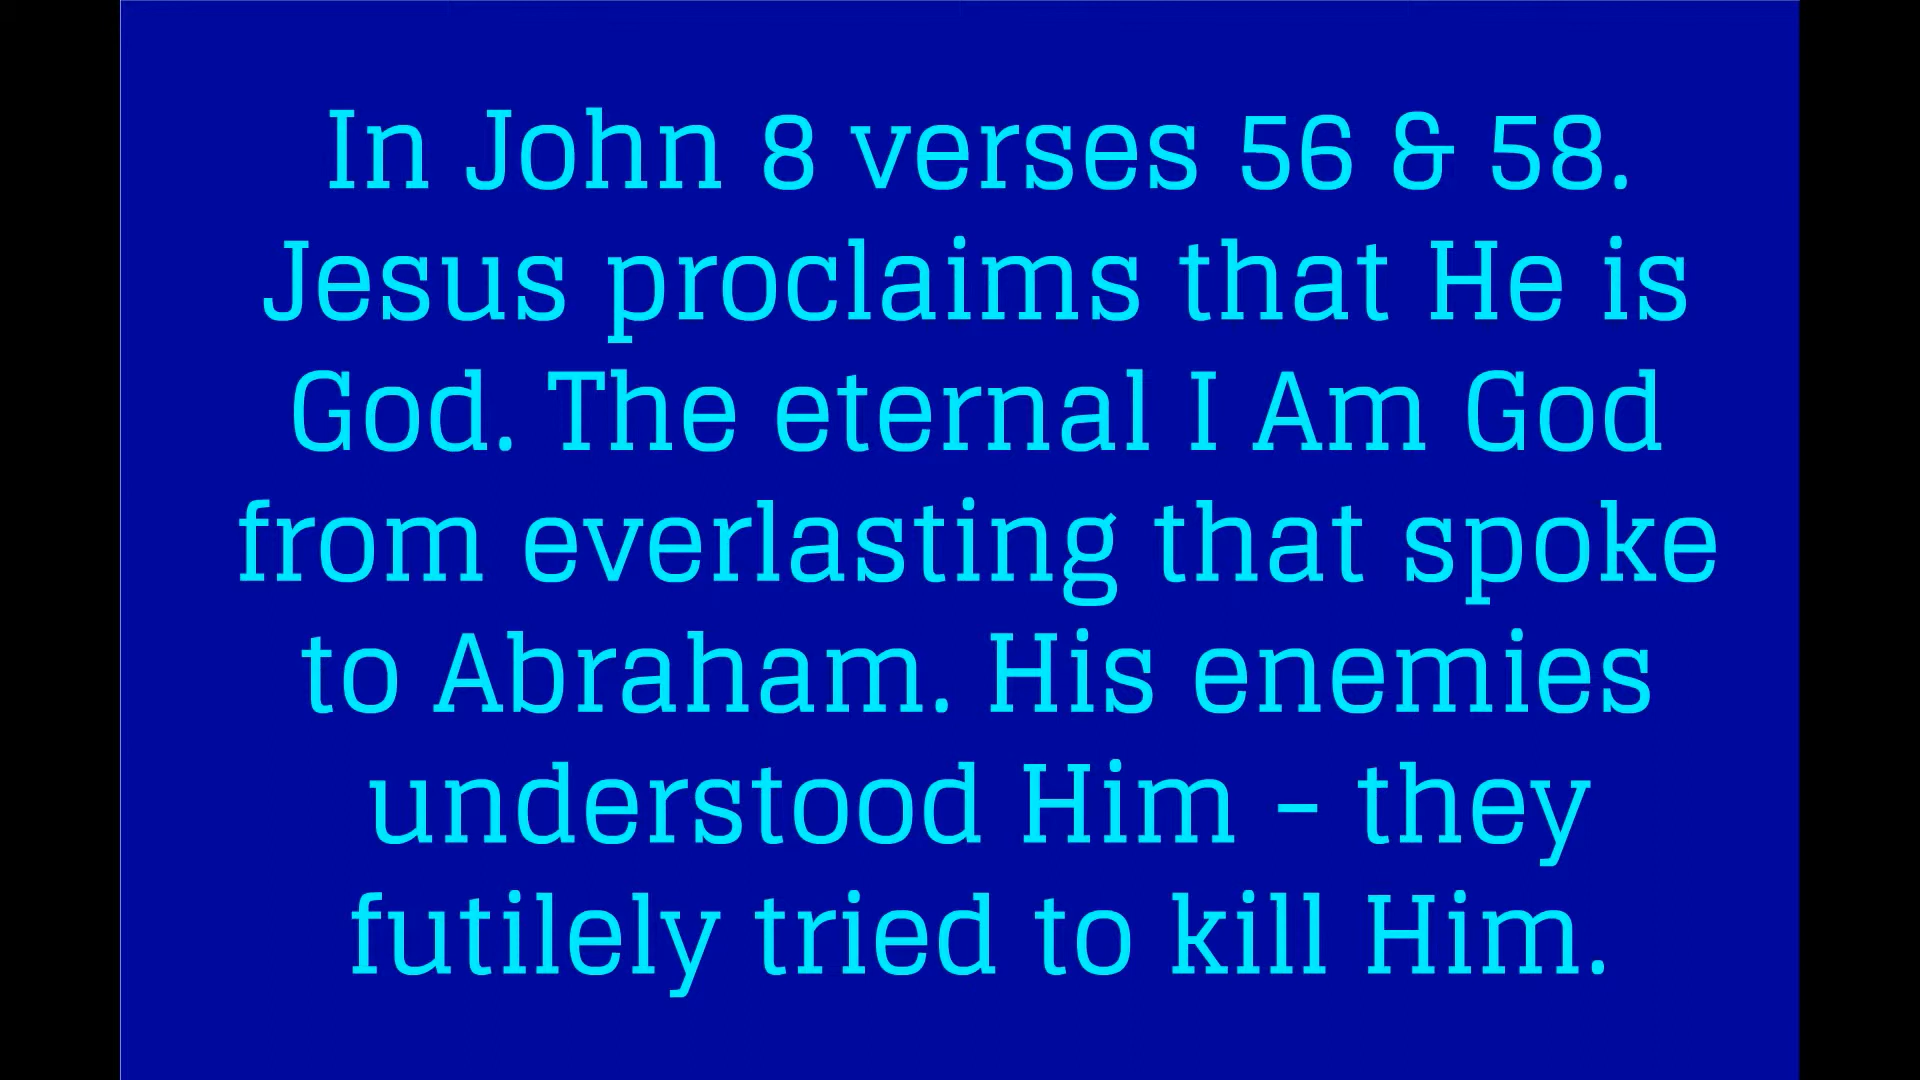 In John 8 verses 56 & 58.
Jesus proclaims that He is
God. The eternal I Am God
from everlasting that spoke
to Abraham. His enemies
understood Him – they
futilely tried to kill Him.